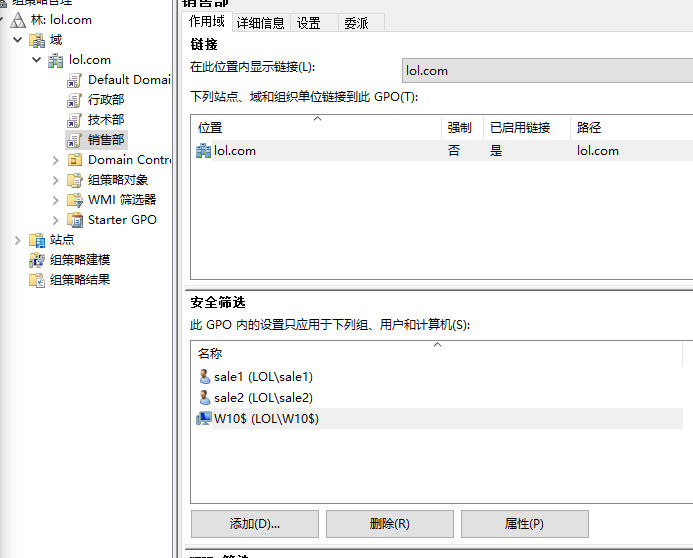 组策略管理
林: lol.com
域
lol.com
Default Domai
行政部
技术部
销售部
Domain Contr
组策略对象
WMI 筛选器
Starter GPO
站点
组策略建模
组策略结果
销售部
作用域 详细信息 设置 委派
链接
在此位置内显示链接(L): lol.com
下列站点、域和组织单位链接到此 GPO(T):
位置 强制 已启用链接 路径
lol.com 否 是 lol.com
安全筛选
此 GPO 内的设置只应用于下列组、用户和计算机(S):
名称
sale1 (LOL\sale1)
sale2 (LOL\sale2)
W10$ (LOL\W10$)
添加(D)... 删除(R) 属性(P)